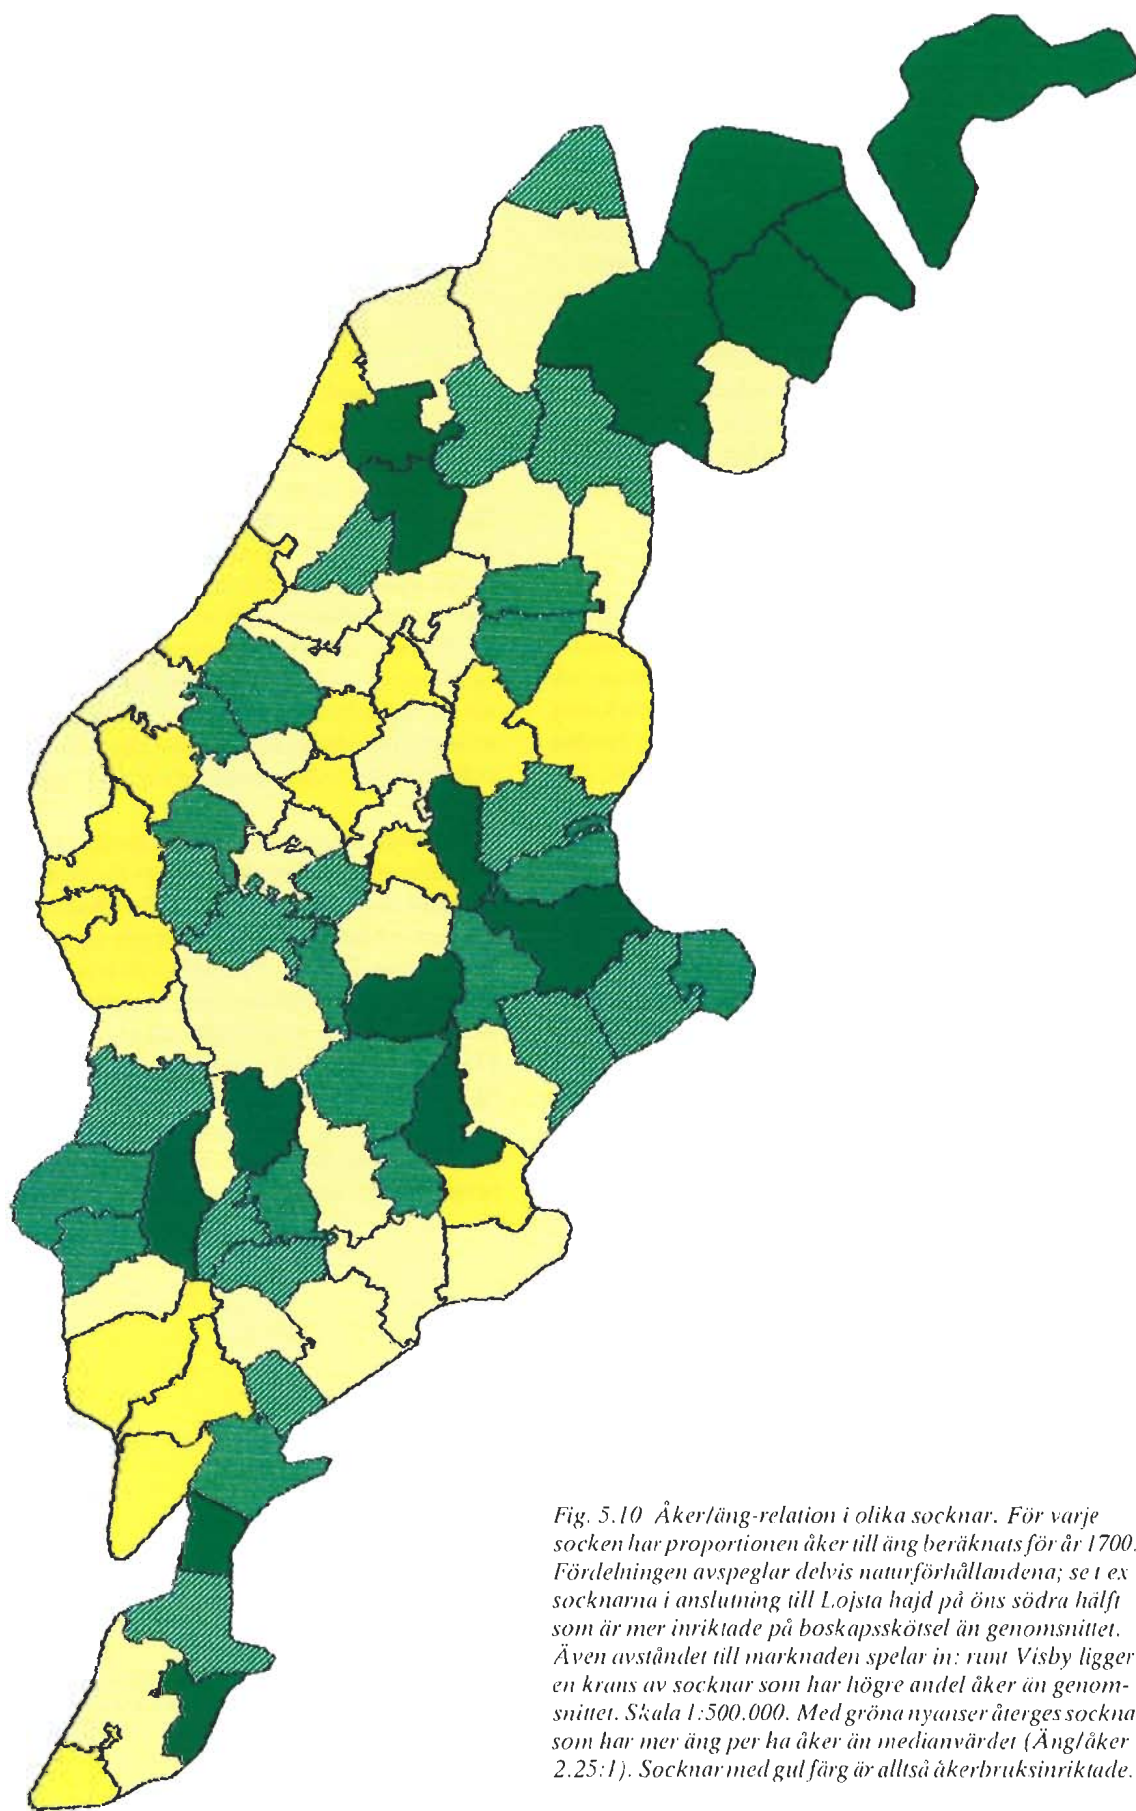 Fig. 5.10 Åker/äng-relation i olika socknar. För varje
socken har proportionen åker till äng beräknats för år 1700.
Fördelningen avspeglar delvis naturförhållandena; se t ex
socknarna i anslutning till Lojsta hajd på öns södra hälft
som är mer inriktade på boskapsskötsel än genomsnittet.
Även avståndet till marknaden spelar in: runt Visby ligger
en krans av socknar som har högre andel åker än genom-
snittet. Skala 1:500.000. Med gröna nyanser återges sockna
som har mer äng per ha åker än medianvärdet (Äng/åker
2.25:1). Socknar med gul färg är alltså åkerbruksinriktade.